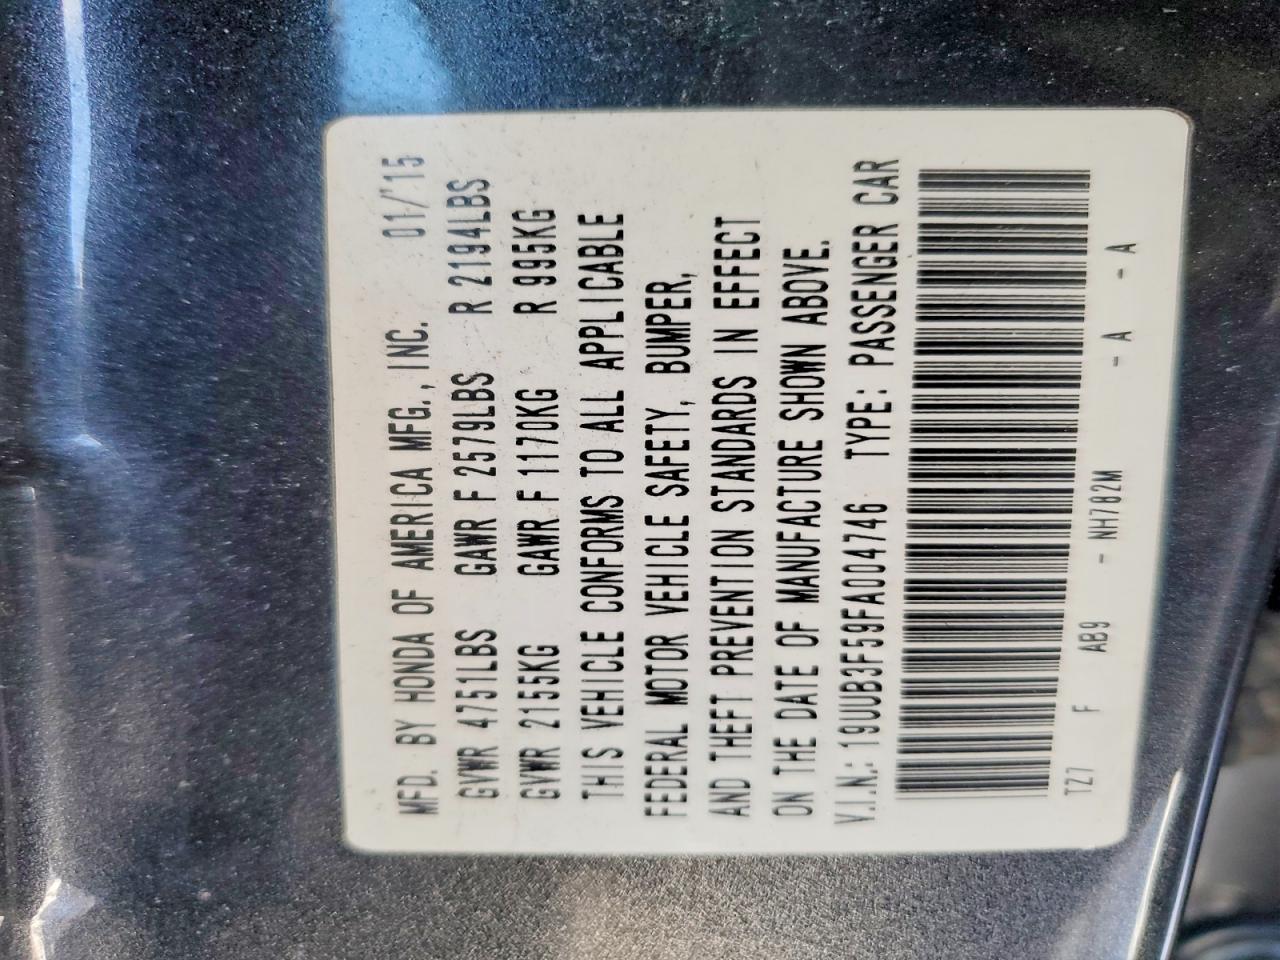 MFD. BY HONDA OF AMERICA MFG., INC. 01/'15
GVWR 4751LBS GAWR F 2579LBS R 2194LBS
GVWR 2155KG GAWR F 1170KG R 995KG
THIS VEHICLE CONFORMS TO ALL APPLICABLE
FEDERAL MOTOR VEHICLE SAFETY, BUMPER,
AND THEFT PREVENTION STANDARDS IN EFFECT
ON THE DATE OF MANUFACTURE SHOWN ABOVE.
V.I.N.: 19UUB3F59FA004746 TYPE: PASSENGER CAR
TZ7 F AB9 - NH782M - A - A